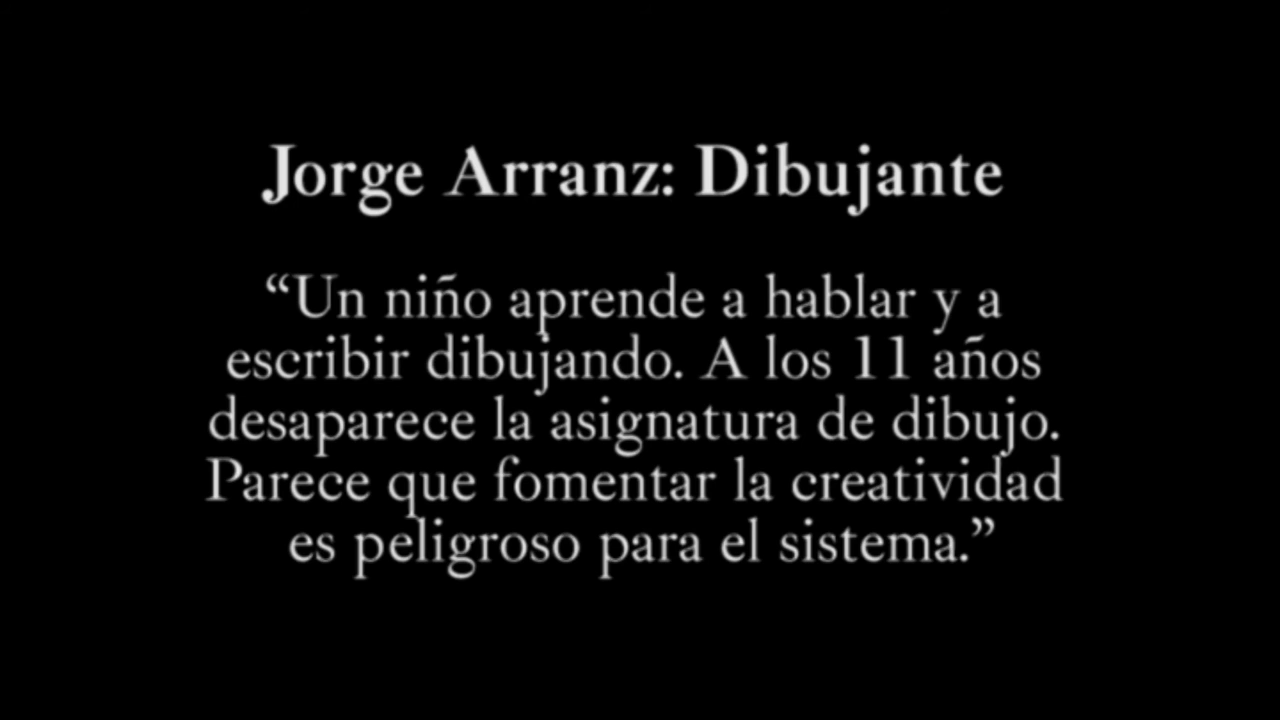 Jorge Arranz: Dibujante
“Un niño aprende a hablar y a
escribir dibujando. A los 11 años
desaparece la asignatura de dibujo.
Parece que fomentar la creatividad
es peligroso para el sistema.”